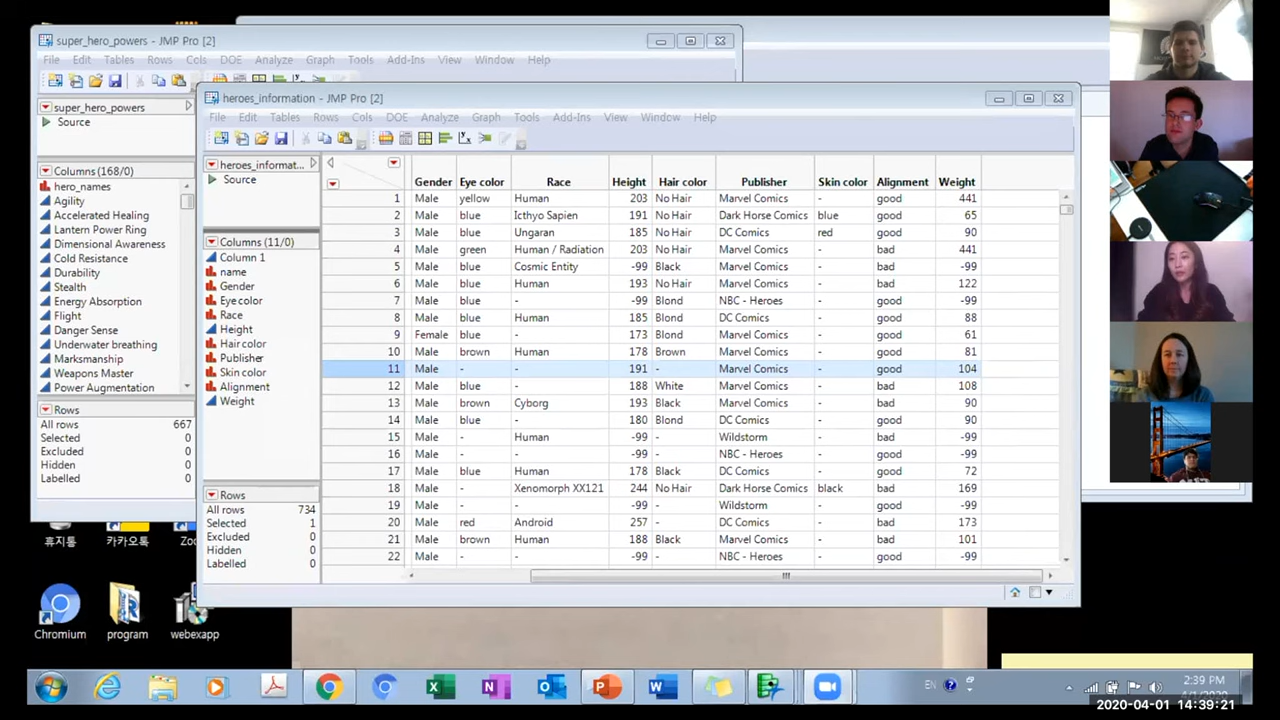 super_hero_powers - JMP Pro [2]
File Edit Tables Rows Cols DOE Analyze Graph Tools Add-Ins View Window Help
super_hero_powers
Source
Columns (168/0)
hero_names
Agility
Accelerated Healing
Lantern Power Ring
Dimensional Awareness
Cold Resistance
Durability
Stealth
Energy Absorption
Flight
Danger Sense
Underwater breathing
Marksmanship
Weapons Master
Power Augmentation
Rows
All rows 667
Selected 0
Excluded 0
Hidden 0
Labelled 0
heroes_information - JMP Pro [2]
File Edit Tables Rows Cols DOE Analyze Graph Tools Add-Ins View Window Help
heroes_informat...
Source
Columns (11/0)
Column 1
name
Gender
Eye color
Race
Height
Hair color
Publisher
Skin color
Alignment
Weight
Rows
All rows 734
Selected 1
Excluded 0
Hidden 0
Labelled 0
Gender Eye color Race Height Hair color Publisher Skin color Alignment Weight
1 Male yellow Human 203 No Hair Marvel Comics - good 441
2 Male blue Icthyo Sapien 191 No Hair Dark Horse Comics blue good 65
3 Male blue Ungaran 185 No Hair DC Comics red good 90
4 Male green Human / Radiation 203 No Hair Marvel Comics - bad 441
5 Male blue Cosmic Entity -99 Black Marvel Comics - bad -99
6 Male blue Human 193 No Hair Marvel Comics - bad 122
7 Male blue - -99 Blond NBC - Heroes - good -99
8 Male blue Human 185 Blond DC Comics - good 88
9 Female blue - 173 Blond Marvel Comics - good 61
10 Male brown Human 178 Brown Marvel Comics - good 81
11 Male - - 191 - Marvel Comics - good 104
12 Male blue - 188 White Marvel Comics - bad 108
13 Male brown Cyborg 193 Black Marvel Comics - good 90
14 Male blue - 180 Blond DC Comics - good 90
15 Male - Human -99 - Wildstorm - bad -99
16 Male - - -99 - NBC - Heroes - good -99
17 Male blue Human 178 Black DC Comics - good 72
18 Male - Xenomorph XX121 244 No Hair Dark Horse Comics black bad 169
19 Male - - -99 - Wildstorm - good -99
20 Male red Android 257 - DC Comics - bad 173
21 Male brown Human 188 Black Marvel Comics - bad 101
22 Male - - -99 - NBC - Heroes - good -99
휴지통
카카오톡
Chromium
program
webexapp
EN
2:39 PM
2020-04-01 14:39:21